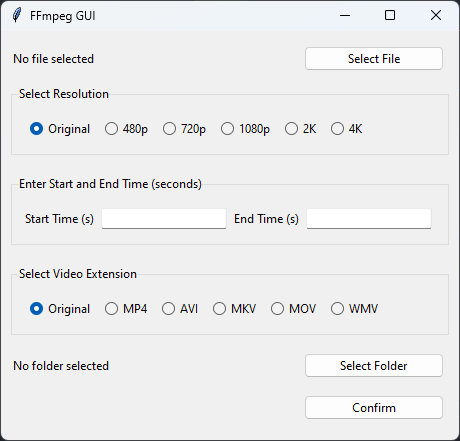 FFmpeg GUI
No file selected Select File
Select Resolution
Original 480p 720p 1080p 2K 4K
Enter Start and End Time (seconds)
Start Time (s) End Time (s)
Select Video Extension
Original MP4 AVI MKV MOV WMV
No folder selected Select Folder
Confirm